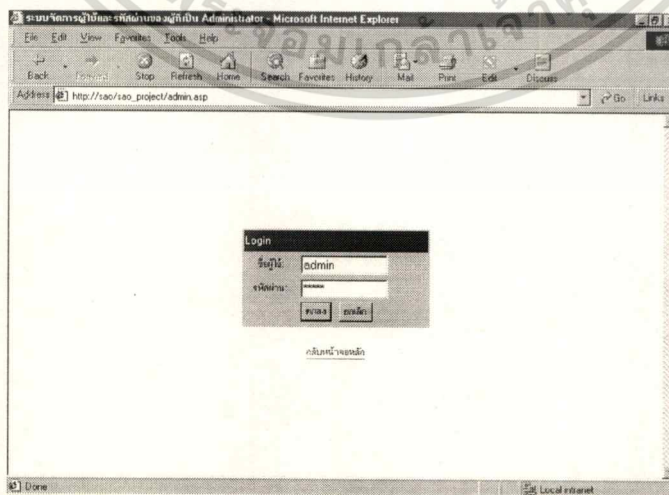 ระบบจัดการผู้ใช้และรหัสผ่านของผู้ที่เป็น Administrator - Microsoft Internet Explorer
File Edit View Favorites Tools Help
Back Forward Stop Refresh Home Search Favorites History Mail Print Edit Discuss
Address http://sao/sao_project/admin.asp Go Links
Login
ชื่อผู้ใช้: admin
รหัสผ่าน: *****
ตกลง ยกเลิก
กลับหน้าจอหลัก
Done Local intranet